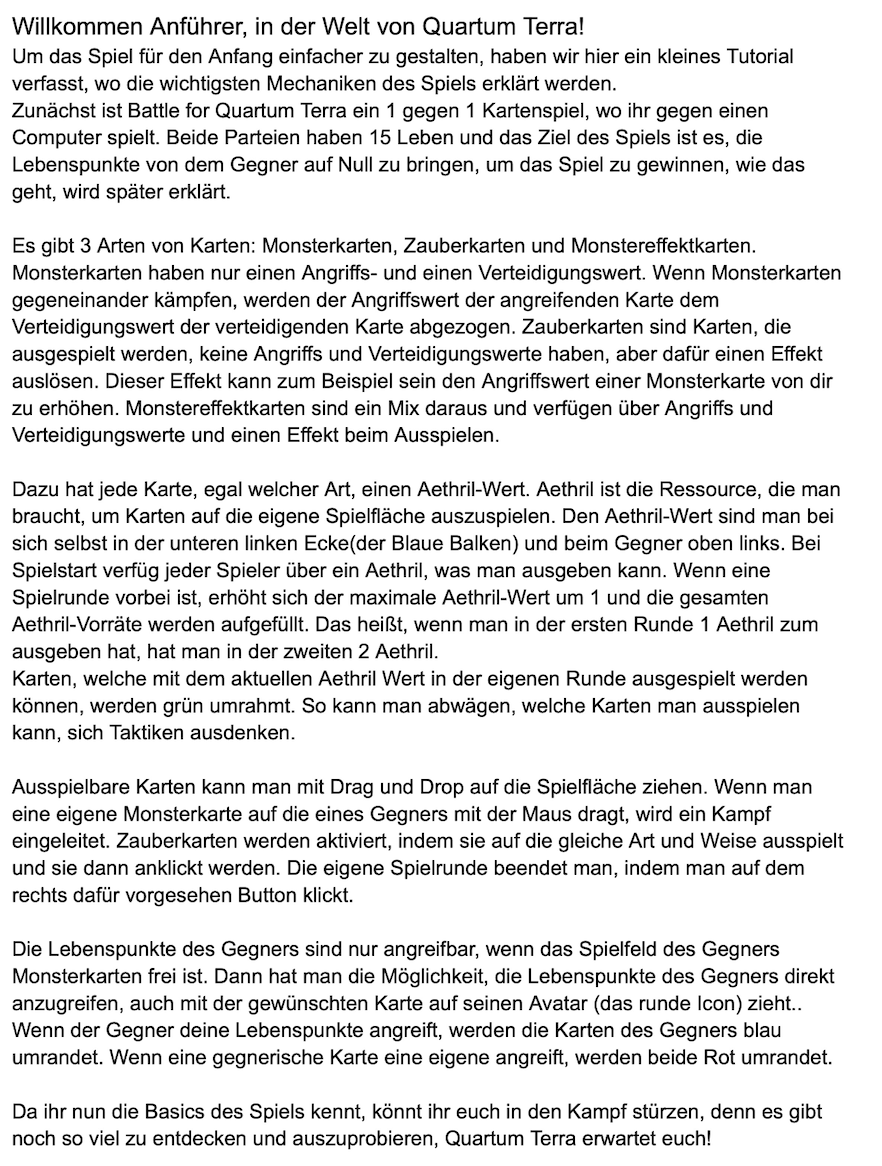 Willkommen Anführer, in der Welt von Quartum Terra!
Um das Spiel für den Anfang einfacher zu gestalten, haben wir hier ein kleines Tutorial
verfasst, wo die wichtigsten Mechaniken des Spiels erklärt werden.
Zunächst ist Battle for Quartum Terra ein 1 gegen 1 Kartenspiel, wo ihr gegen einen
Computer spielt. Beide Parteien haben 15 Leben und das Ziel des Spiels ist es, die
Lebenspunkte von dem Gegner auf Null zu bringen, um das Spiel zu gewinnen, wie das
geht, wird später erklärt.

Es gibt 3 Arten von Karten: Monsterkarten, Zauberkarten und Monstereffektkarten.
Monsterkarten haben nur einen Angriffs- und einen Verteidigungswert. Wenn Monsterkarten
gegeneinander kämpfen, werden der Angriffswert der angreifenden Karte dem
Verteidigungswert der verteidigenden Karte abgezogen. Zauberkarten sind Karten, die
ausgespielt werden, keine Angriffs und Verteidigungswerte haben, aber dafür einen Effekt
auslösen. Dieser Effekt kann zum Beispiel sein den Angriffswert einer Monsterkarte von dir
zu erhöhen. Monstereffektkarten sind ein Mix daraus und verfügen über Angriffs und
Verteidigungswerte und einen Effekt beim Ausspielen.

Dazu hat jede Karte, egal welcher Art, einen Aethril-Wert. Aethril ist die Ressource, die man
braucht, um Karten auf die eigene Spielfläche auszuspielen. Den Aethril-Wert sind man bei
sich selbst in der unteren linken Ecke(der Blaue Balken) und beim Gegner oben links. Bei
Spielstart verfüg jeder Spieler über ein Aethril, was man ausgeben kann. Wenn eine
Spielrunde vorbei ist, erhöht sich der maximale Aethril-Wert um 1 und die gesamten
Aethril-Vorräte werden aufgefüllt. Das heißt, wenn man in der ersten Runde 1 Aethril zum
ausgeben hat, hat man in der zweiten 2 Aethril.
Karten, welche mit dem aktuellen Aethril Wert in der eigenen Runde ausgespielt werden
können, werden grün umrahmt. So kann man abwägen, welche Karten man ausspielen
kann, sich Taktiken ausdenken.

Ausspielbare Karten kann man mit Drag und Drop auf die Spielfläche ziehen. Wenn man
eine eigene Monsterkarte auf die eines Gegners mit der Maus dragt, wird ein Kampf
eingeleitet. Zauberkarten werden aktiviert, indem sie auf die gleiche Art und Weise ausspielt
und sie dann anklickt werden. Die eigene Spielrunde beendet man, indem man auf dem
rechts dafür vorgesehen Button klickt.

Die Lebenspunkte des Gegners sind nur angreifbar, wenn das Spielfeld des Gegners
Monsterkarten frei ist. Dann hat man die Möglichkeit, die Lebenspunkte des Gegners direkt
anzugreifen, auch mit der gewünschten Karte auf seinen Avatar (das runde Icon) zieht..
Wenn der Gegner deine Lebenspunkte angreift, werden die Karten des Gegners blau
umrandet. Wenn eine gegnerische Karte eine eigene angreift, werden beide Rot umrandet.

Da ihr nun die Basics des Spiels kennt, könnt ihr euch in den Kampf stürzen, denn es gibt
noch so viel zu entdecken und auszuprobieren, Quartum Terra erwartet euch!